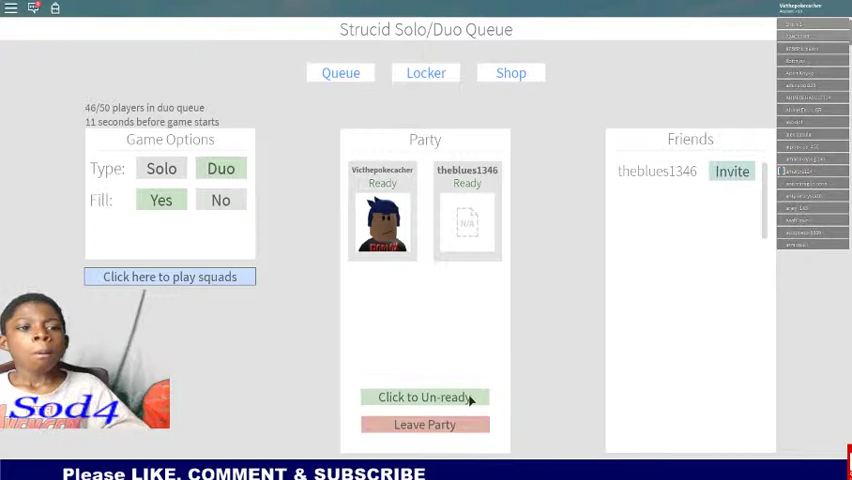 Victhepokecacher
Strucid Solo/Duo Queue
Queue
Locker
Shop
46/50 players in duo queue
11 seconds before game starts
Game Options
Type:
Solo
Duo
Fill:
Yes
No
Click here to play squads
Party
Victhepokecacher
Ready
theblues1346
Ready
N/A
Click to Un-ready
Leave Party
Friends
theblues1346
Invite
Sod4
Please LIKE, COMMENT & SUBSCRIBE